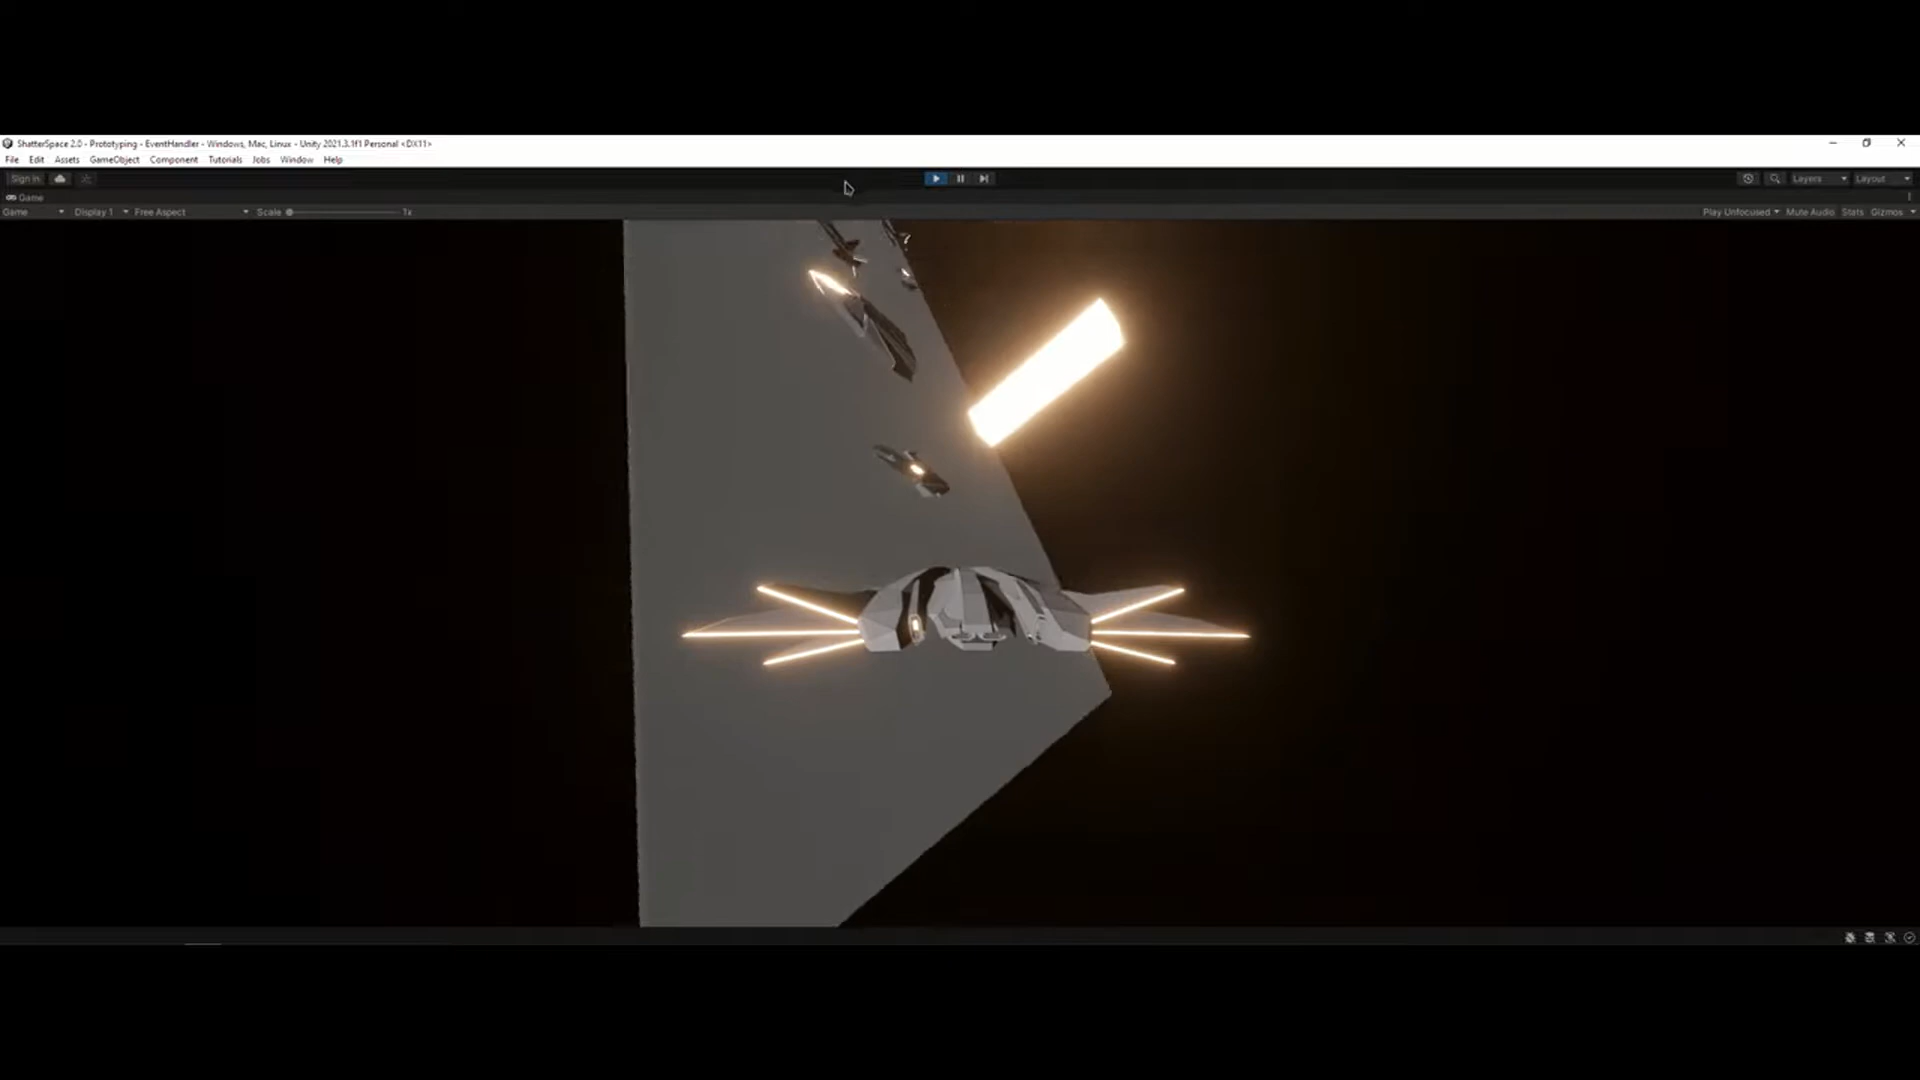 ShatterSpace 2.0 - Prototyping - EventHandler - Windows, Mac, Linux - Unity 2021.3.1f1 Personal <DX11>
File Edit Assets GameObject Component Tutorials Jobs Window Help
Sign in Layers Layout
Game
Game Display 1 Free Aspect Scale 1x Play Unfocused Mute Audio Stats Gizmos